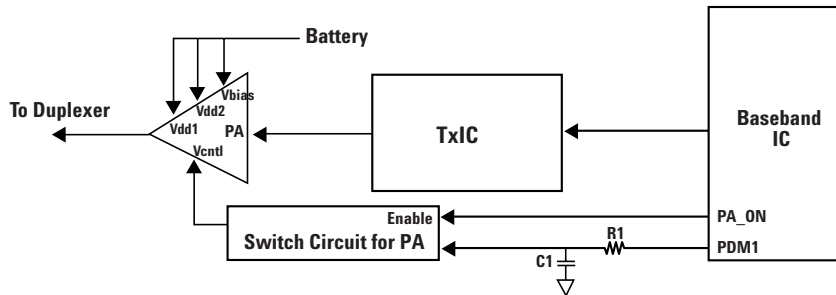 Battery
To Duplexer
Vbias
Vdd2
Vdd1
PA
Vcntl
TxIC
Baseband
IC
Enable
Switch Circuit for PA
PA_ON
R1
PDM1
C1